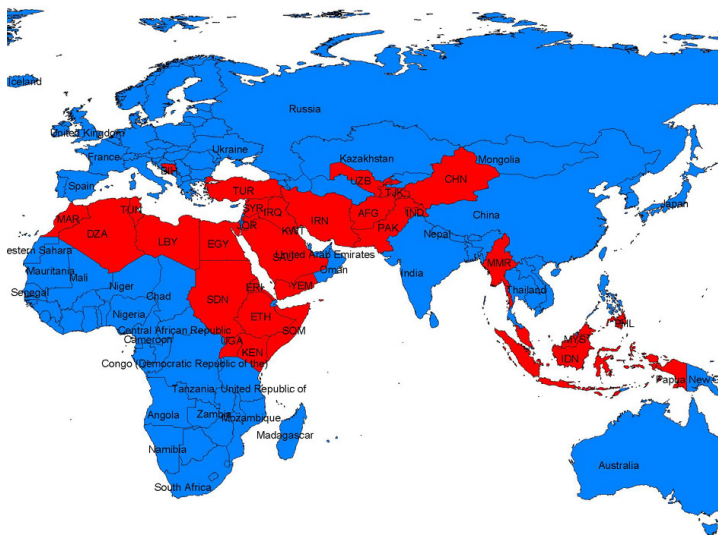 Iceland
Russia
United Kingdom
Ukraine
France
Kazakhstan
Mongolia
BIH
Spain
UZB
CHN
TUR
TJK
TUN
SYR
IRQ
IRN
AFG
IND
Japan
MAR
JOR
PAK
China
DZA
KWT
LBY
EGY
Nepal
estern Sahara
SAU
United Arab Emirates
MMR
Mauritania
Oman
India
Mali
Niger
ERI
YEM
Thailand
Senegal
Chad
SDN
Nigeria
ETH
PHL
Central African Republic
SOM
Cameroon
UGA
MYS
KEN
IDN
Congo (Democratic Republic of the)
Papua New G
Tanzania, United Republic of
Angola
Zambia
Mozambique
Madagascar
Namibia
Australia
South Africa